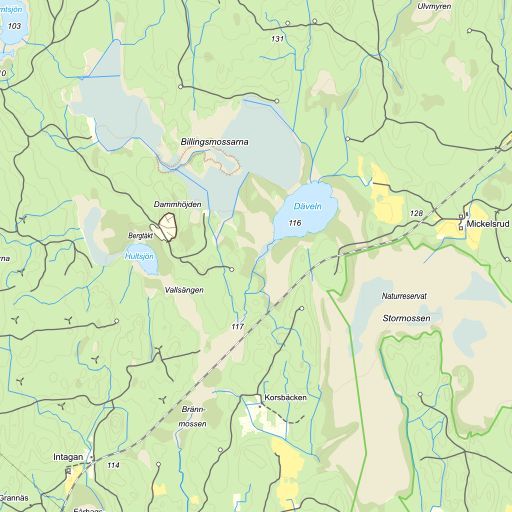 Ulvmyren
103
131
Billingsmossarna
Dammhöjden
Däveln
116
128
Mickelsrud
Bergtäkt
Hultsjön
Vallsängen
Naturreservat
Stormossen
117
Korsbäcken
Bränn-
mossen
Intagan
114
Grannäs